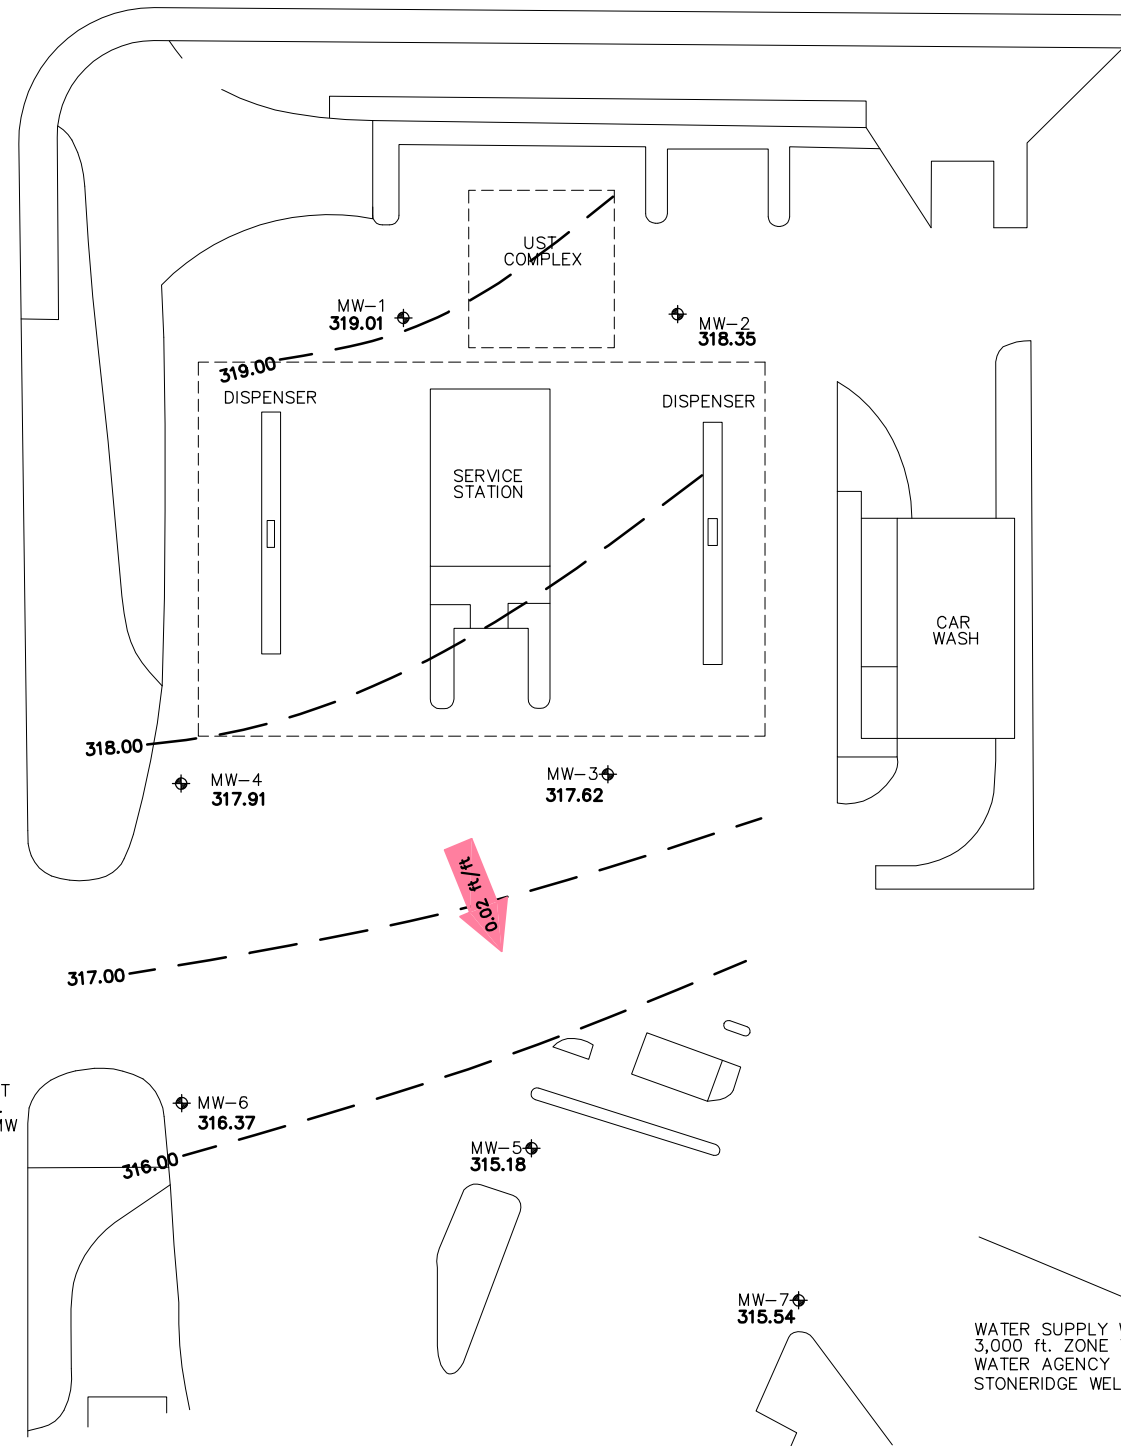 UST
COMPLEX
MW-1
319.01
MW-2
318.35
319.00
DISPENSER
DISPENSER
SERVICE
STATION
CAR
WASH
318.00
MW-4
317.91
MW-3
317.62
0.02 ft/ft
317.00
T
MW
MW-6
316.37
316.00
MW-5
315.18
MW-7
315.54
WATER SUPPLY
3,000 ft. ZONE
WATER AGENCY
STONERIDGE WEL